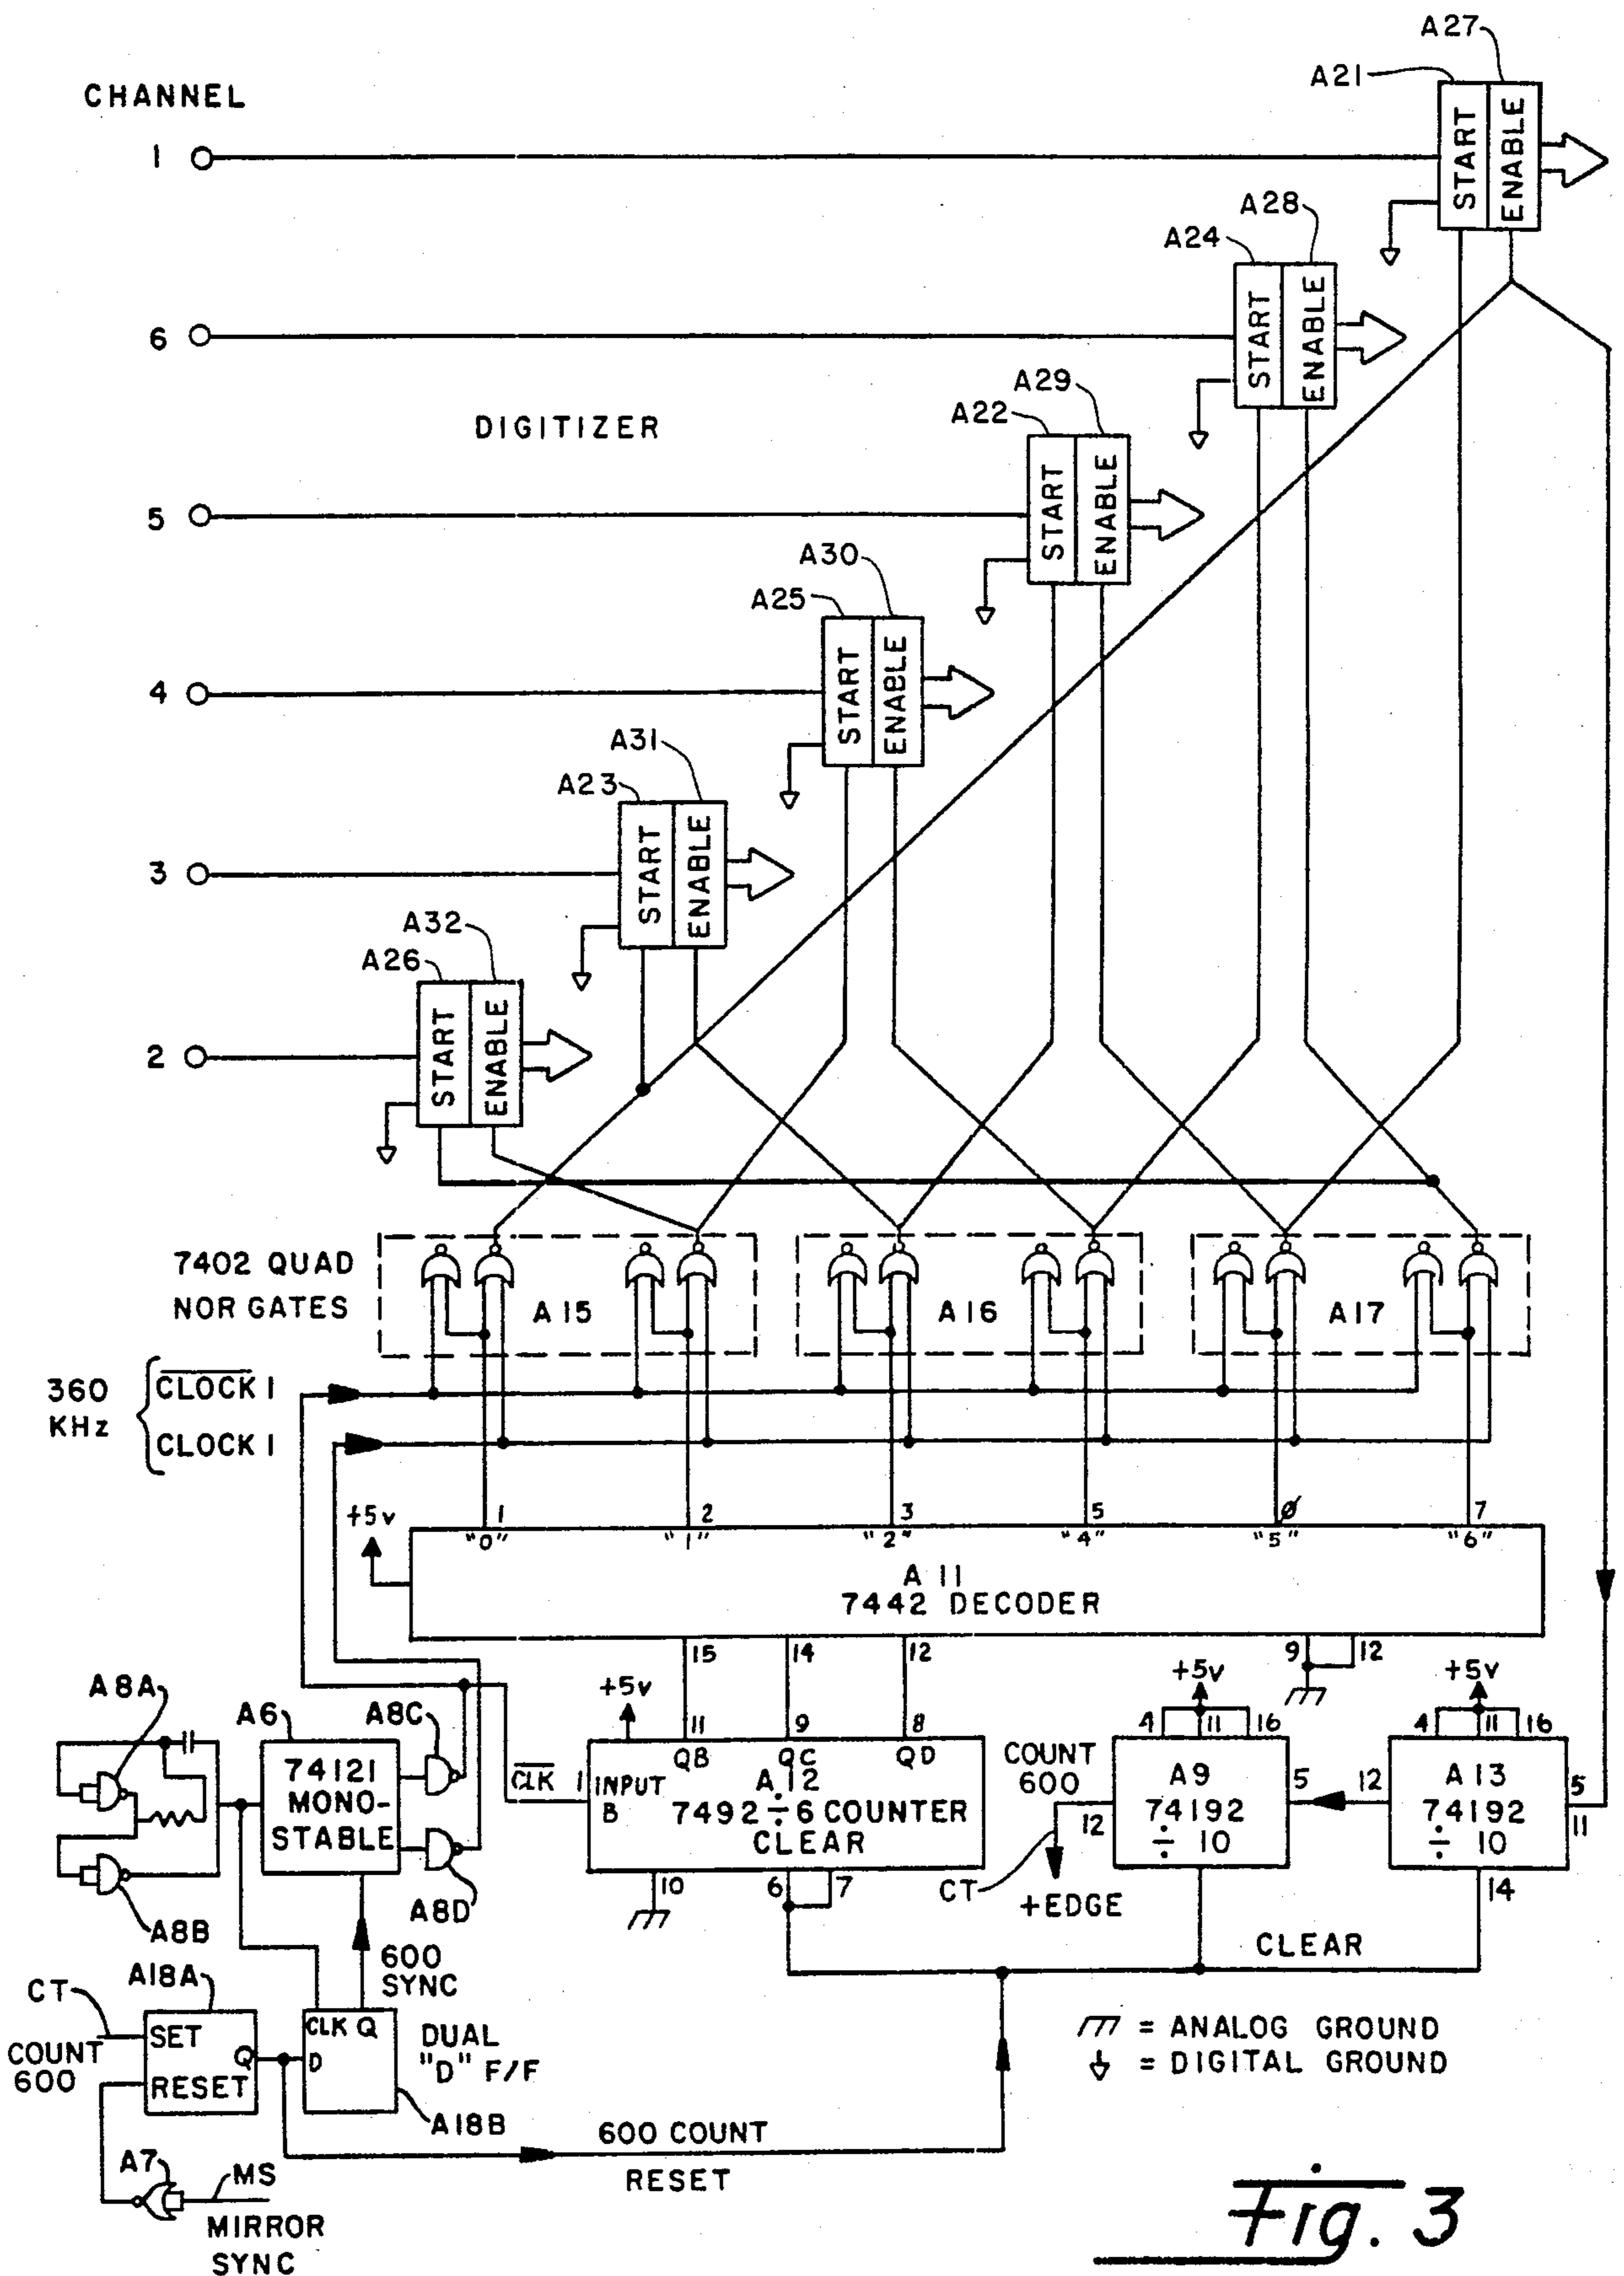 A27
A21
CHANNEL
1
START
ENABLE
A28
A24
6
START
ENABLE
A29
A22
DIGITIZER
5
START
ENABLE
A30
A25
4
START
ENABLE
A31
A23
3
START
ENABLE
A32
A26
2
START
ENABLE
7402 QUAD
NOR GATES
A15
A16
A17
360
KHz
CLOCK 1
CLOCK 1
+5v
1
2
3
5
Ø
7
"0"
"1"
"2"
"4"
"5"
"6"
A11
7442 DECODER
15
14
12
9
12
A8A
A6
A8C
+5v
+5v
+5v
11
9
8
4
11
16
4
11
16
74121
MONO-
STABLE
CLK
1
INPUT
B
QB
QC
QD
A12
7492 ÷ 6 COUNTER
CLEAR
COUNT
600
12
A9
74192
÷ 10
5
12
A13
74192
÷ 10
5
11
10
6
7
14
CT
+EDGE
A8B
A8D
600
SYNC
CLEAR
A18A
CT
COUNT
600
SET
Q
RESET
CLK Q
D
DUAL
"D" F/F
A18B
= ANALOG GROUND
= DIGITAL GROUND
600 COUNT
RESET
A7
MS
MIRROR
SYNC
Fig. 3